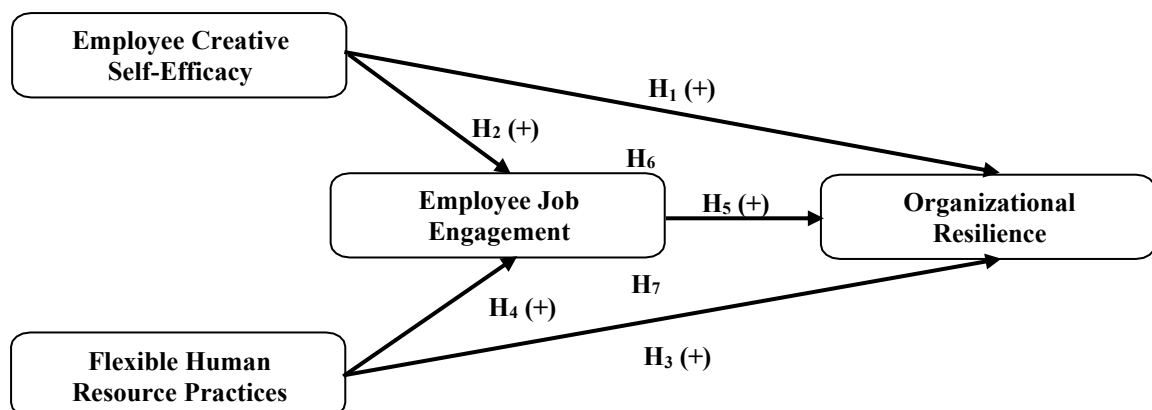 Employee Creative
Self-Efficacy
H₁ (+)
H₂ (+)
H₆
Employee Job
Engagement
H₅ (+)
Organizational
Resilience
H₇
H₄ (+)
H₃ (+)
Flexible Human
Resource Practices